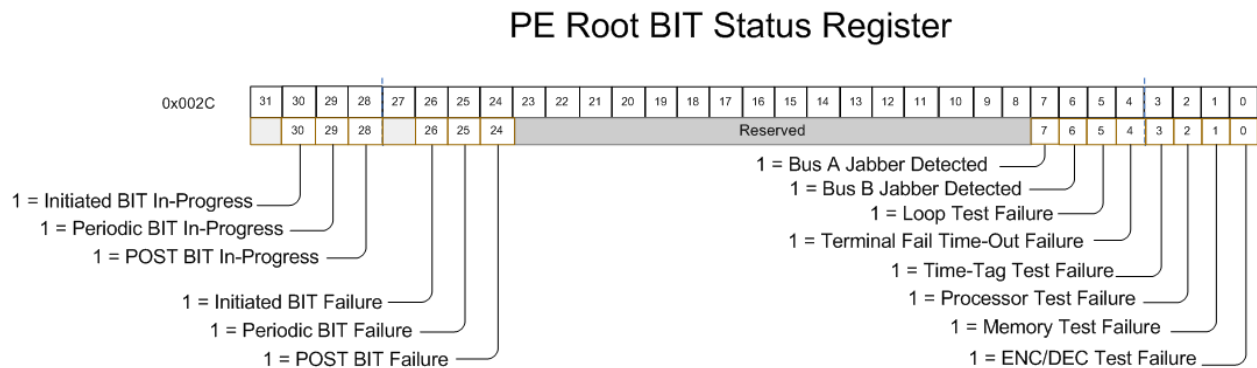 PE Root BIT Status Register
0x002C 31 30 29 28 27 26 25 24 23 22 21 20 19 18 17 16 15 14 13 12 11 10 9 8 7 6 5 4 3 2 1 0
30 29 28 26 25 24 Reserved 7 6 5 4 3 2 1 0
1 = Bus A Jabber Detected
1 = Bus B Jabber Detected
1 = Initiated BIT In-Progress
1 = Loop Test Failure
1 = Periodic BIT In-Progress
1 = Terminal Fail Time-Out Failure
1 = POST BIT In-Progress
1 = Time-Tag Test Failure
1 = Initiated BIT Failure
1 = Processor Test Failure
1 = Periodic BIT Failure
1 = Memory Test Failure
1 = POST BIT Failure
1 = ENC/DEC Test Failure